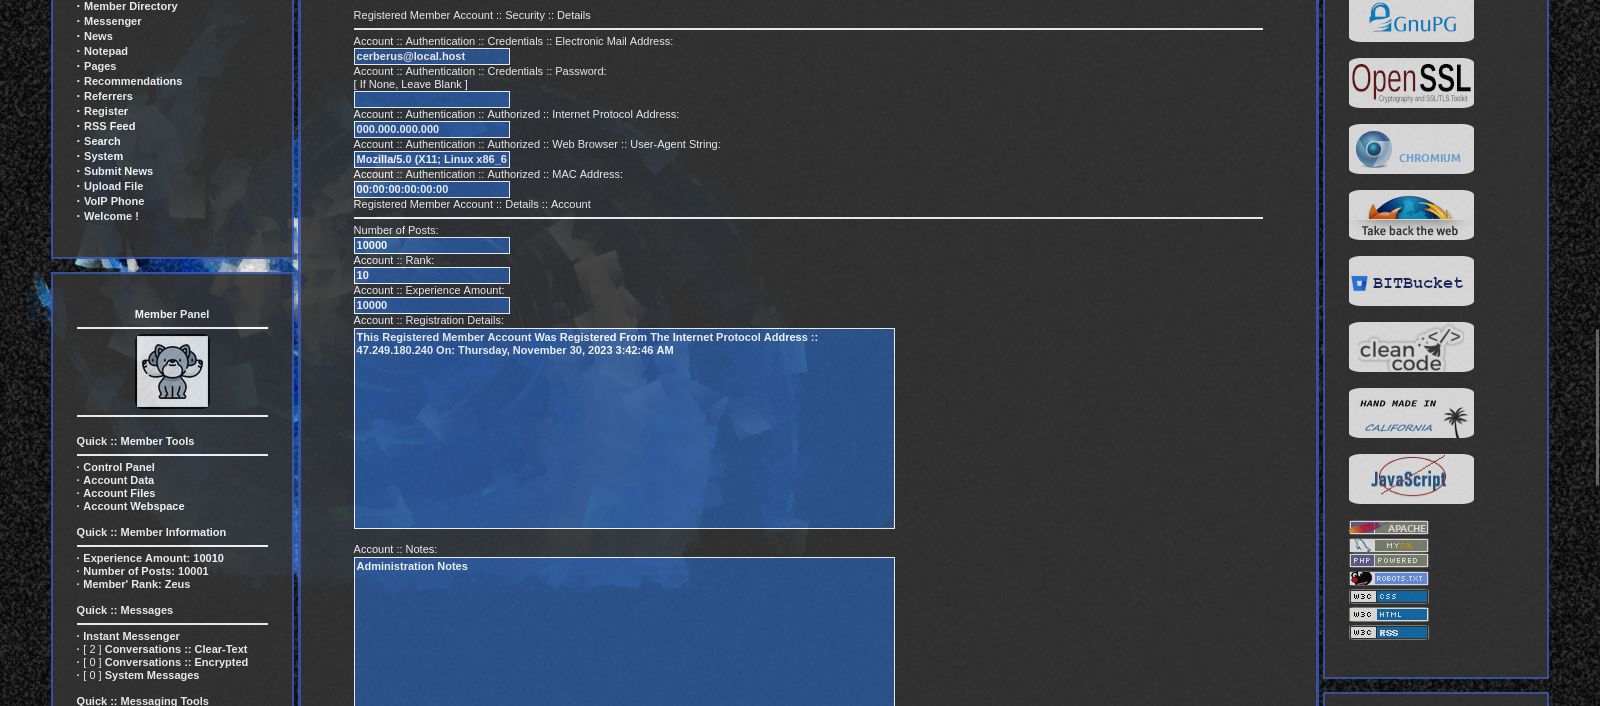 · Member Directory
· Messenger
· News
· Notepad
· Pages
· Recommendations
· Referrers
· Register
· RSS Feed
· Search
· System
· Submit News
· Upload File
· VoIP Phone
· Welcome !
Member Panel
Quick :: Member Tools
· Control Panel
· Account Data
· Account Files
· Account Webspace
Quick :: Member Information
· Experience Amount: 10010
· Number of Posts: 10001
· Member' Rank: Zeus
Quick :: Messages
· Instant Messenger
· [ 2 ] Conversations :: Clear-Text
· [ 0 ] Conversations :: Encrypted
· [ 0 ] System Messages
Quick :: Messaging Tools
Registered Member Account :: Security :: Details
Account :: Authentication :: Credentials :: Electronic Mail Address:
cerberus@local.host
Account :: Authentication :: Credentials :: Password:
[ If None, Leave Blank ]
Account :: Authentication :: Authorized :: Internet Protocol Address:
000.000.000.000
Account :: Authentication :: Authorized :: Web Browser :: User-Agent String:
Mozilla/5.0 (X11; Linux x86_6
Account :: Authentication :: Authorized :: MAC Address:
00:00:00:00:00:00
Registered Member Account :: Details :: Account
Number of Posts:
10000
Account :: Rank:
10
Account :: Experience Amount:
10000
Account :: Registration Details:
This Registered Member Account Was Registered From The Internet Protocol Address ::
47.249.180.240 On: Thursday, November 30, 2023 3:42:46 AM
Account :: Notes:
Administration Notes
GnuPG
OpenSSL
Cryptography and SSL/TLS Toolkit
CHROMIUM
Take back the web
BITBucket
</>
clean
code
HAND MADE IN
CALIFORNIA
JavaScript
APACHE
MYSQL
PHP POWERED
ROBOTS.TXT
W3C CSS
W3C HTML
W3C RSS